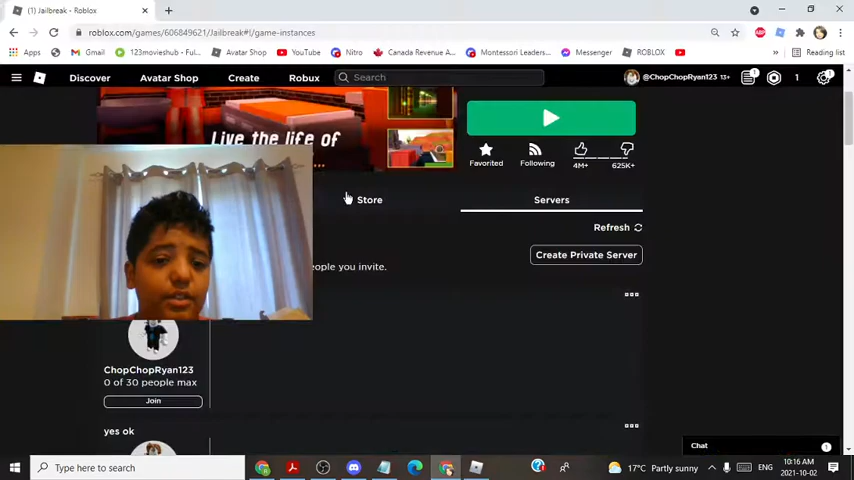 (1) Jailbreak - Roblox
roblox.com/games/606849621/Jailbreak#!/game-instances
Apps
Gmail
123movieshub - Ful...
Avatar Shop
YouTube
Nitro
Canada Revenue A...
Montessori Leaders...
Messenger
ROBLOX
Reading list
Discover
Avatar Shop
Create
Robux
Search
@ChopChopRyan123 13+
1
Live the life of
Favorited
Following
4M+
625K+
Store
Servers
Refresh
Create Private Server
eople you invite.
ChopChopRyan123
0 of 30 people max
Join
yes ok
Chat
1
Type here to search
17°C Partly sunny
ENG
10:16 AM
2021-10-02